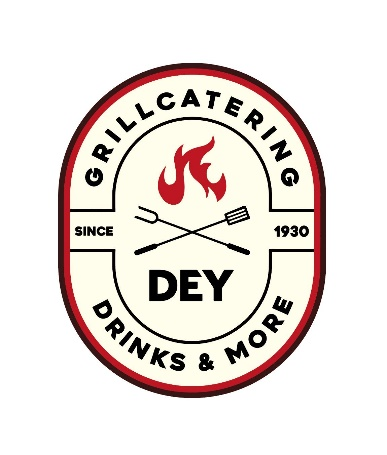 GRILLCATERING
SINCE
1930
DEY
DRINKS & MORE